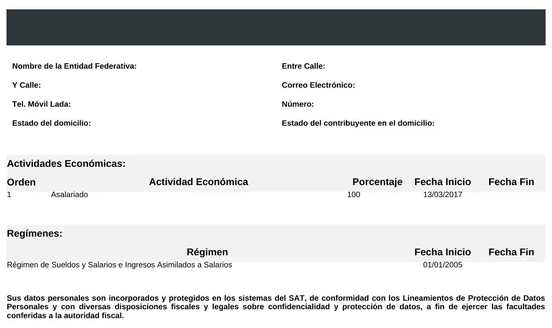 Nombre de la Entidad Federativa: Entre Calle:
Y Calle: Correo Electrónico:
Tel. Móvil Lada: Número:
Estado del domicilio: Estado del contribuyente en el domicilio:
Actividades Económicas:
Orden Actividad Económica Porcentaje Fecha Inicio Fecha Fin
1 Asalariado 100 13/03/2017
Regímenes:
Régimen Fecha Inicio Fecha Fin
Régimen de Sueldos y Salarios e Ingresos Asimilados a Salarios 01/01/2005
Sus datos personales son incorporados y protegidos en los sistemas del SAT, de conformidad con los Lineamientos de Protección de Datos
Personales y con diversas disposiciones fiscales y legales sobre confidencialidad y protección de datos, a fin de ejercer las facultades
conferidas a la autoridad fiscal.